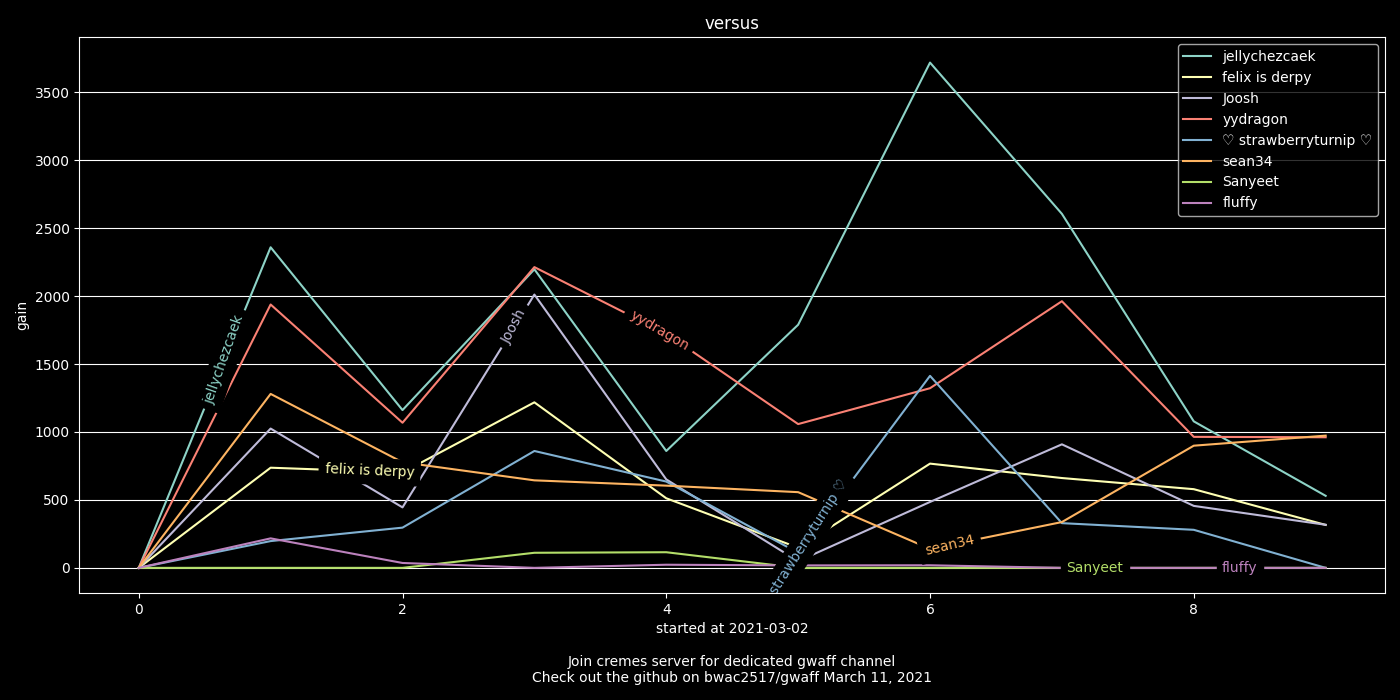 versus
jellychezcaek
felix is derpy
Joosh
yydragon
♡ strawberryturnip ♡
sean34
Sanyeet
fluffy
3500
3000
2500
2000
1500
1000
500
0
gain
jellychezcaek
felix is derpy
Joosh
yydragon
strawberryturnip ♡
sean34
Sanyeet
fluffy
0 2 4 6 8
started at 2021-03-02
Join cremes server for dedicated gwaff channel
Check out the github on bwac2517/gwaff March 11, 2021